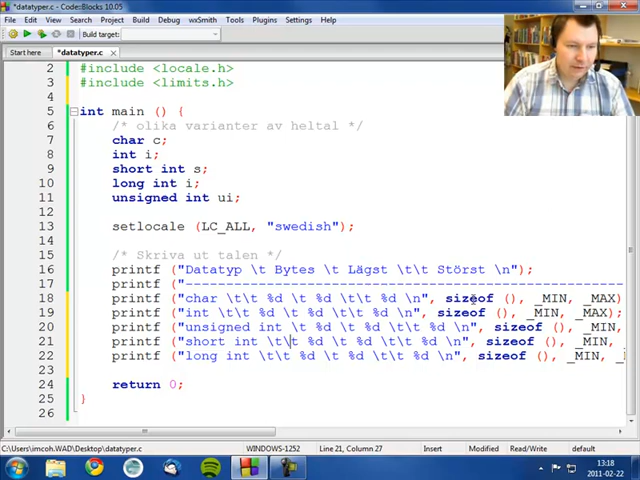 *datatyper.c - Code::Blocks 10.05
File Edit View Search Project Build Debug wxSmith Tools Plugins Settings Help
Build target:
Start here *datatyper.c
2 #include <locale.h>
3 #include <limits.h>
4
5 int main () {
6 /* olika varianter av heltal */
7 char c;
8 int i;
9 short int s;
10 long int i;
11 unsigned int ui;
12
13 setlocale (LC_ALL, "swedish");
14
15 /* Skriva ut talen */
16 printf ("Datatyp \t Bytes \t Lägst \t\t Störst \n");
17 printf ("------------------------------------------------------
18 printf ("char \t\t %d \t %d \t\t %d \n", sizeof (), _MIN, _MAX)
19 printf ("int \t\t %d \t %d \t\t %d \n", sizeof (), _MIN, _MAX);
20 printf ("unsigned int \t %d \t %d \t\t %d \n", sizeof (), _MIN,
21 printf ("short int \t\t %d \t %d \t\t %d \n", sizeof (), _MIN,
22 printf ("long int \t\t %d \t %d \t\t %d \n", sizeof (), _MIN, _M
23
24 return 0;
25 }
26
C:\Users\imcoh.WAD\Desktop\datatyper.c WINDOWS-1252 Line 21, Column 27 Insert Modified Read/Write default
13:18
2011-02-22